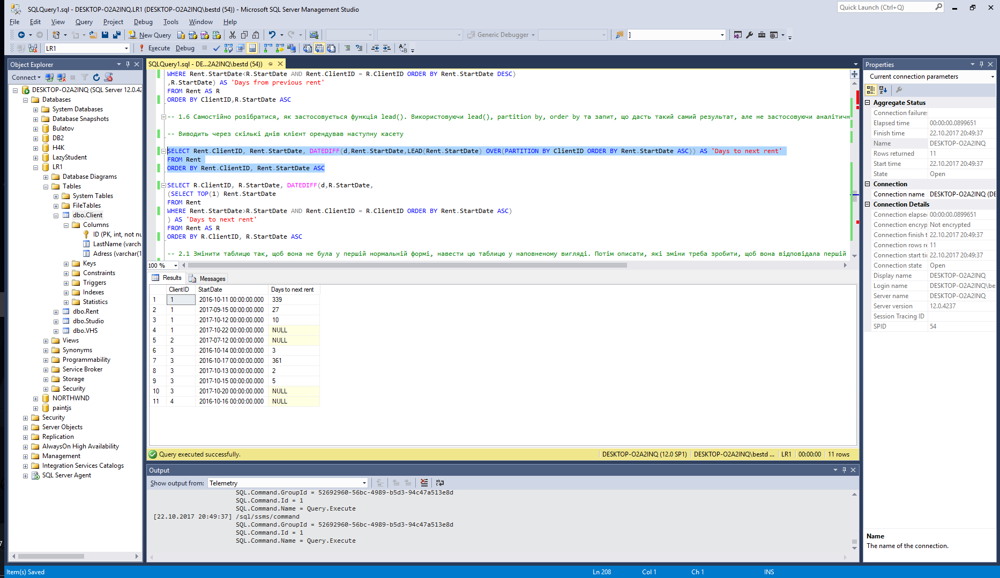 SQLQuery1.sql - DESKTOP-O2A2INQ.LR1 (DESKTOP-O2A2INQ\bestd (54)) - Microsoft SQL Server Management Studio
Quick Launch (Ctrl+Q)
File Edit View Query Project Debug Tools Window Help
New Query
Generic Debugger
]
LR1
Execute Debug
Object Explorer
Connect
DESKTOP-O2A2INQ (SQL Server 12.0.42
Databases
System Databases
Database Snapshots
Bulatov
DB2
H4K
LazyStudent
LR1
Database Diagrams
Tables
System Tables
FileTables
dbo.Client
Columns
ID (PK, int, not nu
LastName (varch
Adress (varchar(1
Keys
Constraints
Triggers
Indexes
Statistics
dbo.Rent
dbo.Studio
dbo.VHS
Views
Synonyms
Programmability
Service Broker
Storage
Security
NORTHWND
paintjs
Security
Server Objects
Replication
AlwaysOn High Availability
Management
Integration Services Catalogs
SQL Server Agent
SQLQuery1.sql - DE...2A2INQ\bestd (54))
WHERE Rent.StartDate<R.StartDate AND Rent.ClientID = R.ClientID ORDER BY Rent.StartDate DESC)
,R.StartDate) AS 'Days from previous rent'
FROM Rent AS R
ORDER BY ClientID,R.StartDate ASC
-- 1.6 Самостійно розібратися, як застосовується функція lead(). Використовуючи lead(), partition by, order by та запит, що дасть такий самий результат, але не застосовуючи аналітичн
-- Виводить через скількі днів клієнт орендував наступну касету
SELECT Rent.ClientID, Rent.StartDate, DATEDIFF(d,Rent.StartDate,LEAD(Rent.StartDate) OVER(PARTITION BY ClientID ORDER BY Rent.StartDate ASC)) AS 'Days to next rent'
FROM Rent
ORDER BY Rent.ClientID, Rent.StartDate ASC
SELECT R.ClientID, R.StartDate, DATEDIFF(d,R.StartDate,
(SELECT TOP(1) Rent.StartDate
FROM Rent
WHERE Rent.StartDate>R.StartDate AND Rent.ClientID = R.ClientID ORDER BY Rent.StartDate ASC)
) AS 'Days to next rent'
FROM Rent AS R
ORDER BY R.ClientID, R.StartDate ASC
-- 2.1 Змінити таблицю так, щоб вона не була у першій нормальній формі, навести цю таблицю у наповненому вигляді. Потім описати, які зміни треба зробити, щоб вона відповідала першій
100 %
Results Messages
ClientID StartDate Days to next rent
1 1 2016-10-11 00:00:00.000 339
2 1 2017-09-15 00:00:00.000 27
3 1 2017-10-12 00:00:00.000 10
4 1 2017-10-22 00:00:00.000 NULL
5 2 2017-07-12 00:00:00.000 NULL
6 3 2016-10-14 00:00:00.000 3
7 3 2016-10-17 00:00:00.000 361
8 3 2017-10-13 00:00:00.000 2
9 3 2017-10-15 00:00:00.000 5
10 3 2017-10-20 00:00:00.000 NULL
11 4 2016-10-16 00:00:00.000 NULL
Query executed successfully.
DESKTOP-O2A2INQ (12.0 SP1) DESKTOP-O2A2INQ\bestd ... LR1 00:00:00 11 rows
Output
Show output from: Telemetry
SQL.Command.GroupId = 52692960-56bc-4989-b5d3-94c47a513e8d
SQL.Command.Id = 1
SQL.Command.Name = Query.Execute
[22.10.2017 20:49:37] /sql/ssms/command
SQL.Command.GroupId = 52692960-56bc-4989-b5d3-94c47a513e8d
SQL.Command.Id = 1
SQL.Command.Name = Query.Execute
Properties
Current connection parameters
Aggregate Status
Connection failures
Elapsed time 00:00:00.0899651
Finish time 22.10.2017 20:49:37
Name DESKTOP-O2A2INQ
Rows returned 11
Start time 22.10.2017 20:49:37
State Open
Connection
Connection name DESKTOP-O2A2INQ (DE
Connection Details
Connection elapse 00:00:00.0899651
Connection encryp Not encrypted
Connection finish t 22.10.2017 20:49:37
Connection rows re 11
Connection start ti 22.10.2017 20:49:37
Connection state Open
Display name DESKTOP-O2A2INQ
Login name DESKTOP-O2A2INQ\be
Server name DESKTOP-O2A2INQ
Server version 12.0.4237
Session Tracing ID
SPID 54
Name
The name of the connection.
Item(s) Saved
Ln 208 Col 1 Ch 1 INS